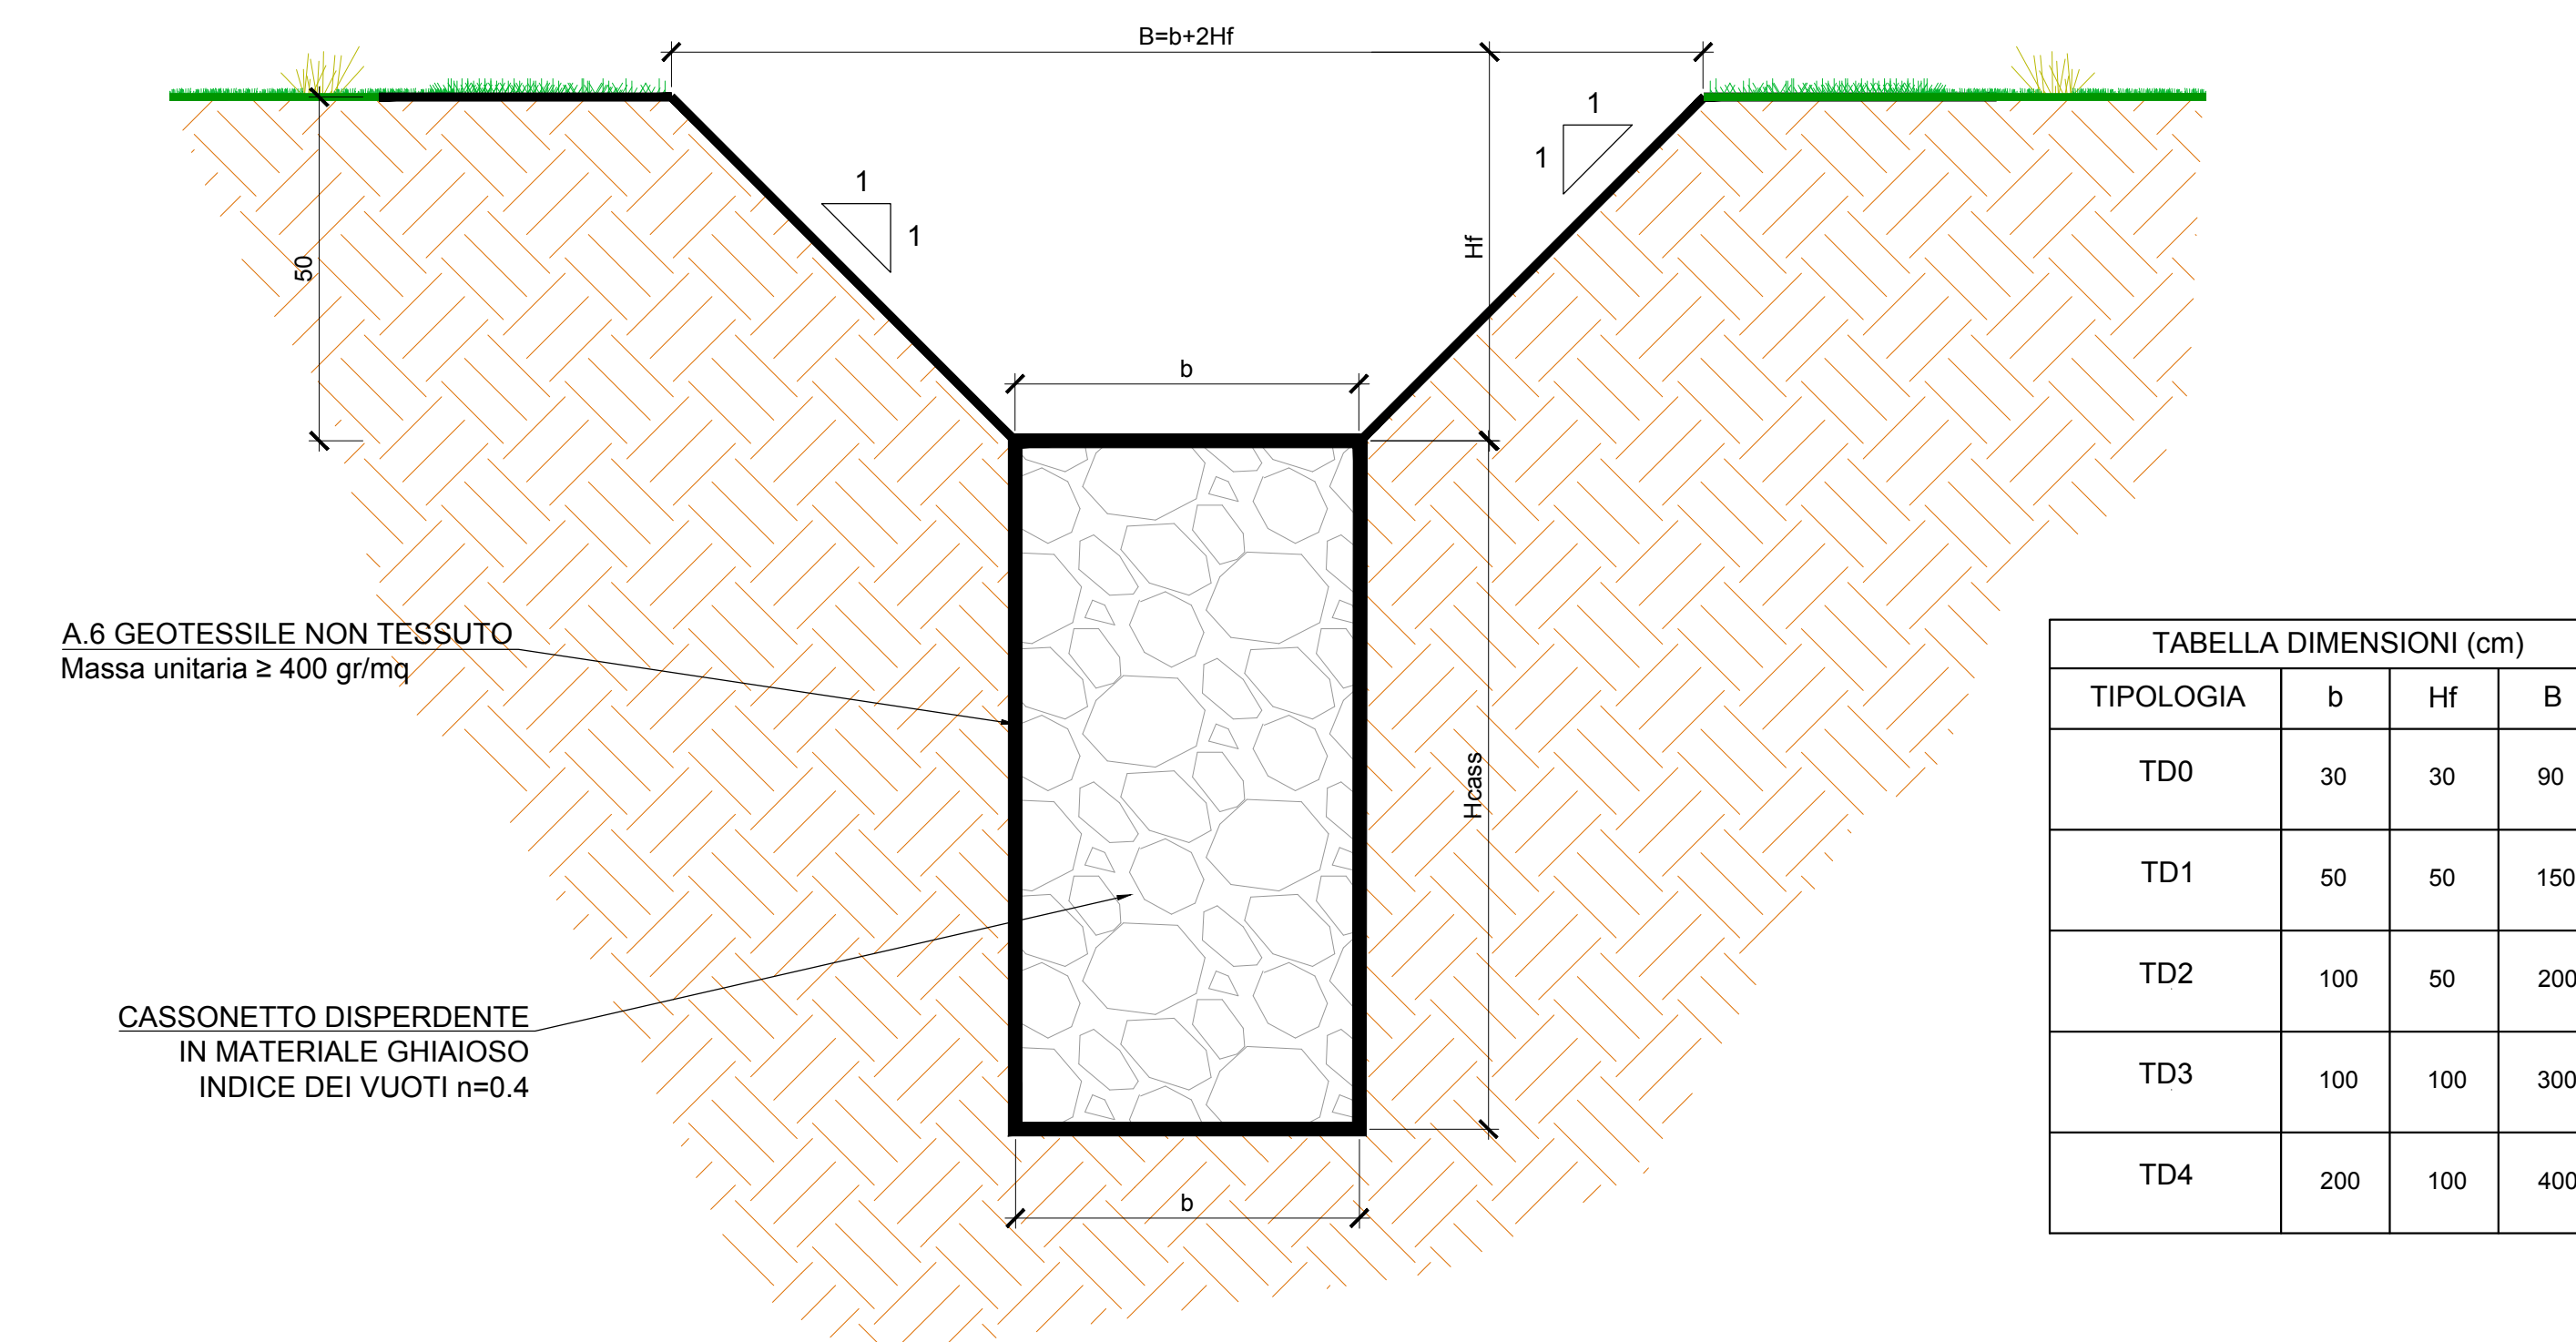 B=b+2Hf
1
1
1
1
50
Hf
b
A.6 GEOTESSILE NON TESSUTO
Massa unitaria ≥ 400 gr/mq
Hcass
CASSONETTO DISPERDENTE
IN MATERIALE GHIAIOSO
INDICE DEI VUOTI n=0.4
b
TABELLA DIMENSIONI (cm)
TIPOLOGIA b Hf B
TD0 30 30 90
TD1 50 50 150
TD2 100 50 200
TD3 100 100 300
TD4 200 100 400